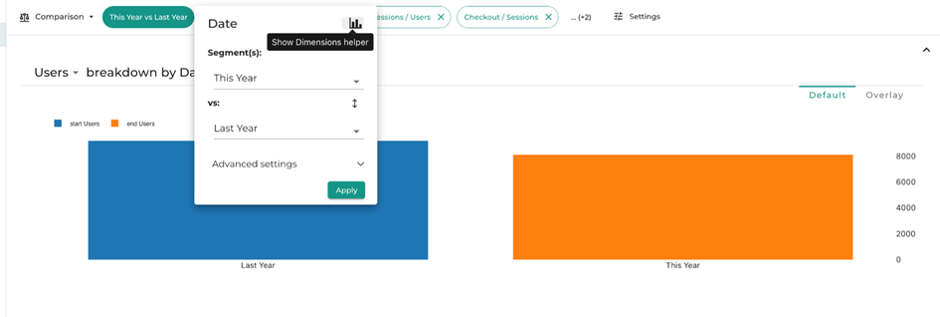 Comparison
This Year vs Last Year
essions / Users
Checkout / Sessions
... (+2)
Settings
Date
Show Dimensions helper
Segment(s):
This Year
vs:
Last Year
Advanced settings
Apply
Users
breakdown by Da
Default
Overlay
start Users
end Users
8000
6000
4000
2000
0
Last Year
This Year